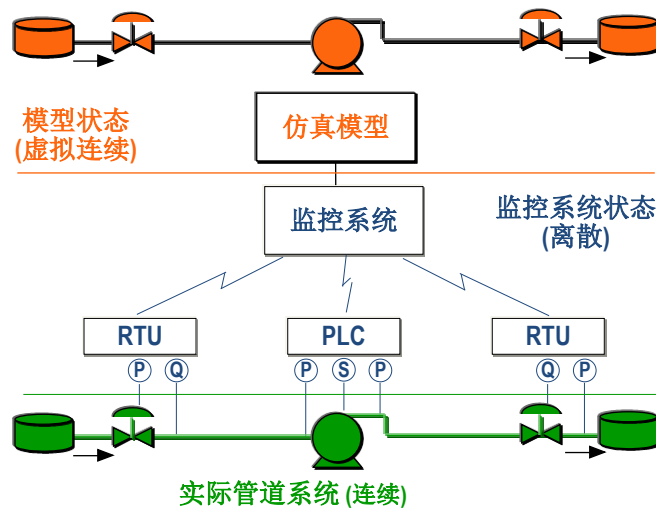 模型状态
(虚拟连续)
仿真模型
监控系统
监控系统状态
(离散)
RTU
PLC
RTU
P
Q
P
S
P
Q
P
实际管道系统 (连续)